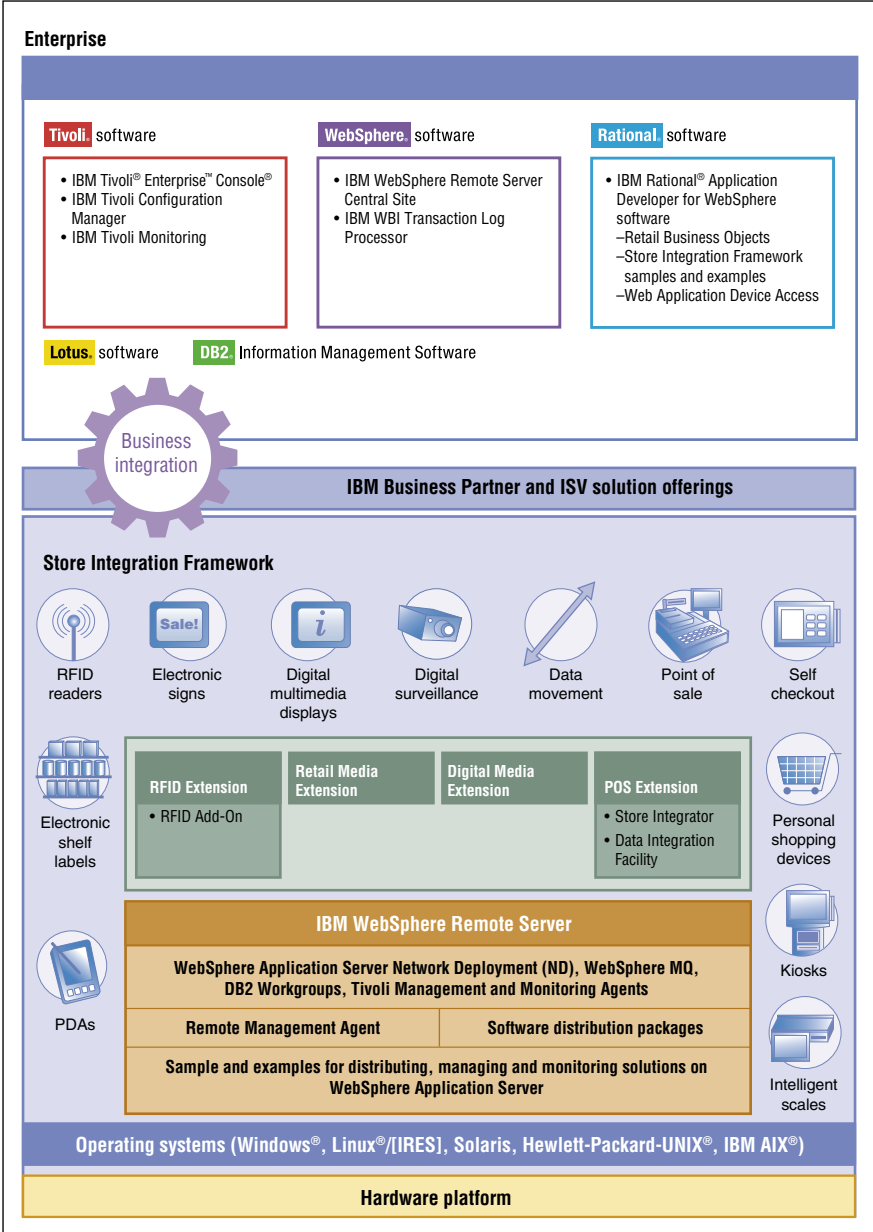 Enterprise
Tivoli® software
WebSphere® software
Rational® software
• IBM Tivoli® Enterprise™ Console®
• IBM Tivoli Configuration
Manager
• IBM Tivoli Monitoring
• IBM WebSphere Remote Server
Central Site
• IBM WBI Transaction Log
Processor
• IBM Rational® Application
Developer for WebSphere
software
–Retail Business Objects
–Store Integration Framework
samples and examples
–Web Application Device Access
Lotus® software
DB2® Information Management Software
Business
integration
IBM Business Partner and ISV solution offerings
Store Integration Framework
Sale!
i
RFID
readers
Electronic
signs
Digital
multimedia
displays
Digital
surveillance
Data
movement
Point of
sale
Self
checkout
Electronic
shelf
labels
RFID Extension
• RFID Add-On
Retail Media
Extension
Digital Media
Extension
POS Extension
• Store Integrator
• Data Integration
Facility
Personal
shopping
devices
IBM WebSphere Remote Server
WebSphere Application Server Network Deployment (ND), WebSphere MQ,
DB2 Workgroups, Tivoli Management and Monitoring Agents
Remote Management Agent
Software distribution packages
Sample and examples for distributing, managing and monitoring solutions on
WebSphere Application Server
PDAs
Kiosks
Intelligent
scales
Operating systems (Windows®, Linux®/[IRES], Solaris, Hewlett-Packard-UNIX®, IBM AIX®)
Hardware platform